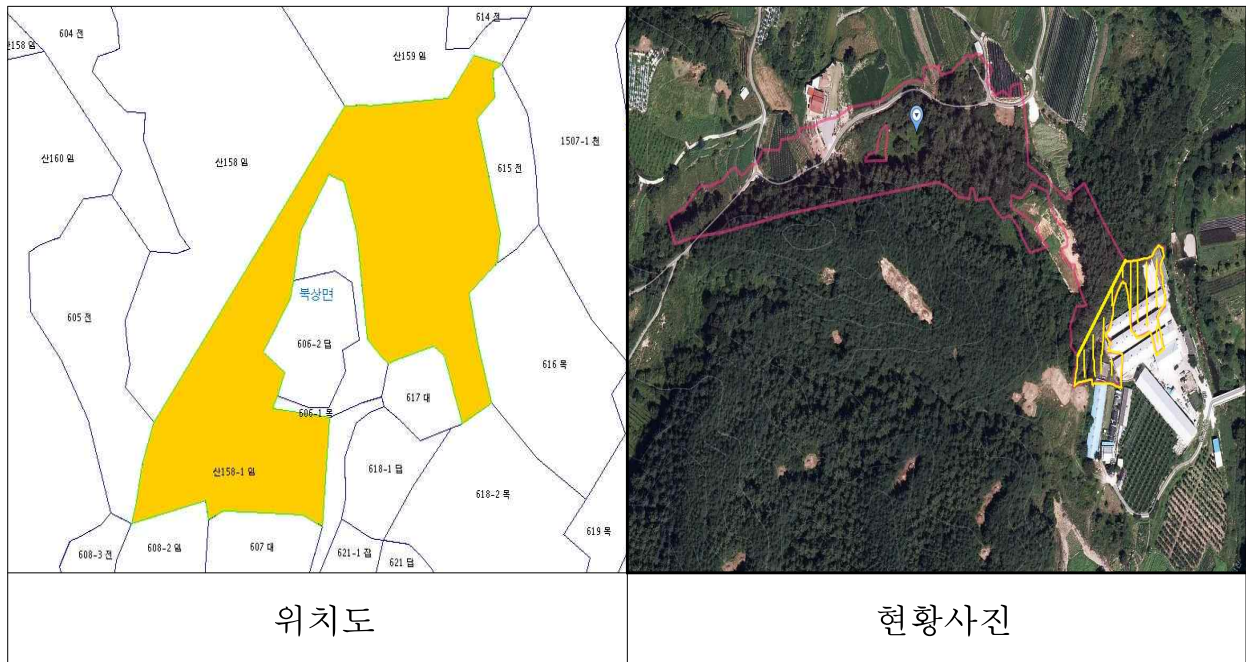 614 전
604 전
산158 임
산159 임
1507-1 천
산160 임
산158 임
615 전
북상면
605 전
606-2 답
616 목
617 대
606-1 목
산158-1 임
618-1 답
618-2 목
619 목
608-3 전
608-2 임
607 대
621-1 잡
621 답
위치도
현황사진